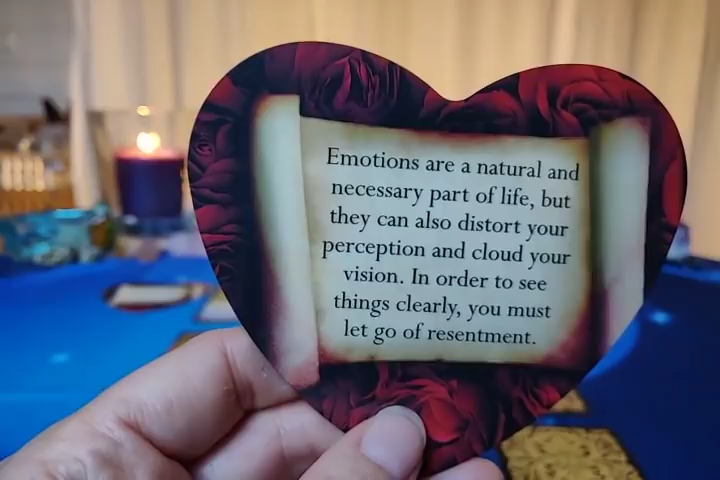 Emotions are a natural and
necessary part of life, but
they can also distort your
perception and cloud your
vision. In order to see
things clearly, you must
let go of resentment.